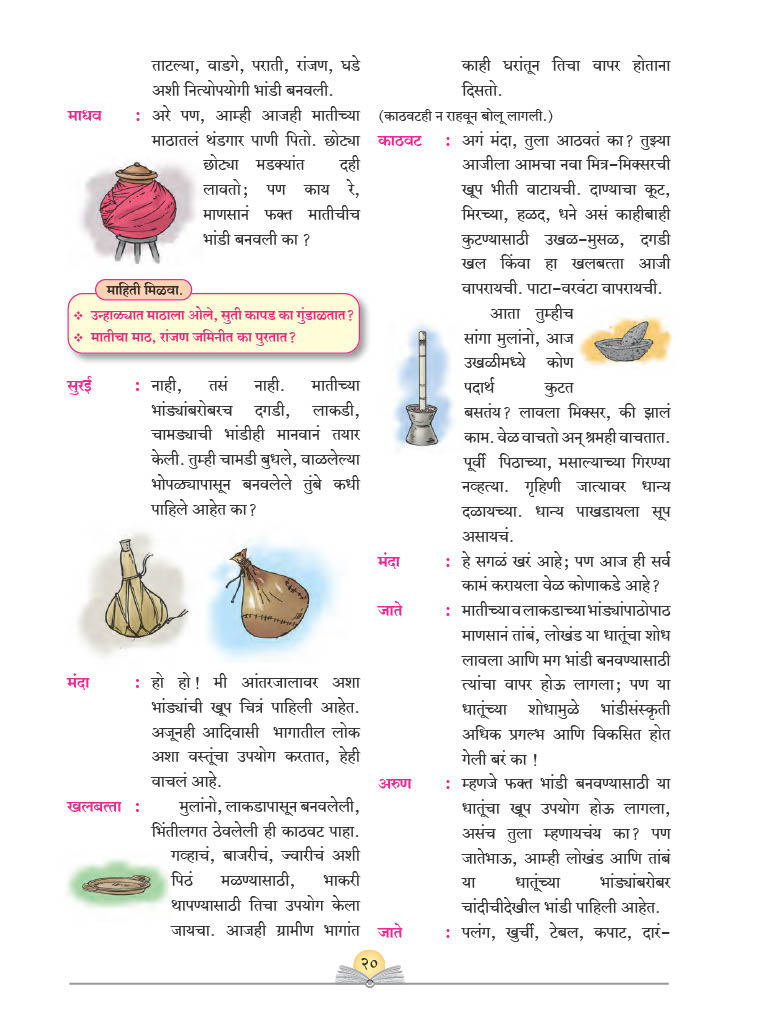 ताटल्या, वाडगे, पराती, रांजण, घडे
अशी नित्योपयोगी भांडी बनवली.
माधव : अरे पण, आम्ही आजही मातीच्या
माठातलं थंडगार पाणी पितो. छोट्या
छोट्या मडक्यांत दही
लावतो; पण काय रे,
माणसानं फक्त मातीचीच
भांडी बनवली का ?
माहिती मिळवा.
❖ उन्हाळ्यात माठाला ओले, सुती कापड का गुंडाळतात?
❖ मातीचा माठ, रांजण जमिनीत का पुरतात?
सुरई : नाही, तसं नाही. मातीच्या
भांड्यांबरोबरच दगडी, लाकडी,
चामड्याची भांडीही मानवानं तयार
केली. तुम्ही चामडी बुधले, वाळलेल्या
भोपळ्यापासून बनवलेले तुंबे कधी
पाहिले आहेत का?
मंदा : हो हो! मी आंतरजालावर अशा
भांड्यांची खूप चित्रं पाहिली आहेत.
अजूनही आदिवासी भागातील लोक
अशा वस्तूंचा उपयोग करतात, हेही
वाचलं आहे.
खलबत्ता : मुलांनो, लाकडापासून बनवलेली,
भिंतीलगत ठेवलेली ही काठवट पाहा.
गव्हाचं, बाजरीचं, ज्वारीचं अशी
पिठं मळण्यासाठी, भाकरी
थापण्यासाठी तिचा उपयोग केला
जायचा. आजही ग्रामीण भागांत
काही घरांतून तिचा वापर होताना
दिसतो.
(काठवटही न राहवून बोलू लागली.)
काठवट : अगं मंदा, तुला आठवतं का? तुझ्या
आजीला आमचा नवा मित्र-मिक्सरची
खूप भीती वाटायची. दाण्याचा कूट,
मिरच्या, हळद, धने असं काहीबाही
कुटण्यासाठी उखळ-मुसळ, दगडी
खल किंवा हा खलबत्ता आजी
वापरायची. पाटा-वरवंटा वापरायची.
आता तुम्हीच
सांगा मुलांनो, आज
उखळीमध्ये कोण
पदार्थ कुटत
बसतंय? लावला मिक्सर, की झालं
काम. वेळ वाचतो अन् श्रमही वाचतात.
पूर्वी पिठाच्या, मसाल्याच्या गिरण्या
नव्हत्या. गृहिणी जात्यावर धान्य
दळायच्या. धान्य पाखडायला सूप
असायचं.
मंदा : हे सगळं खरं आहे; पण आज ही सर्व
कामं करायला वेळ कोणाकडे आहे?
जाते : मातीच्या व लाकडाच्या भांड्यांपाठोपाठ
माणसानं तांबं, लोखंड या धातूंचा शोध
लावला आणि मग भांडी बनवण्यासाठी
त्यांचा वापर होऊ लागला; पण या
धातूंच्या शोधामुळे भांडीसंस्कृती
अधिक प्रगल्भ आणि विकसित होत
गेली बरं का !
अरुण : म्हणजे फक्त भांडी बनवण्यासाठी या
धातूंचा खूप उपयोग होऊ लागला,
असंच तुला म्हणायचंय का? पण
जातेभाऊ, आम्ही लोखंड आणि तांबं
या धातूंच्या भांड्यांबरोबर
चांदीचीदेखील भांडी पाहिली आहेत.
जाते : पलंग, खुर्ची, टेबल, कपाट, दारं-
२०